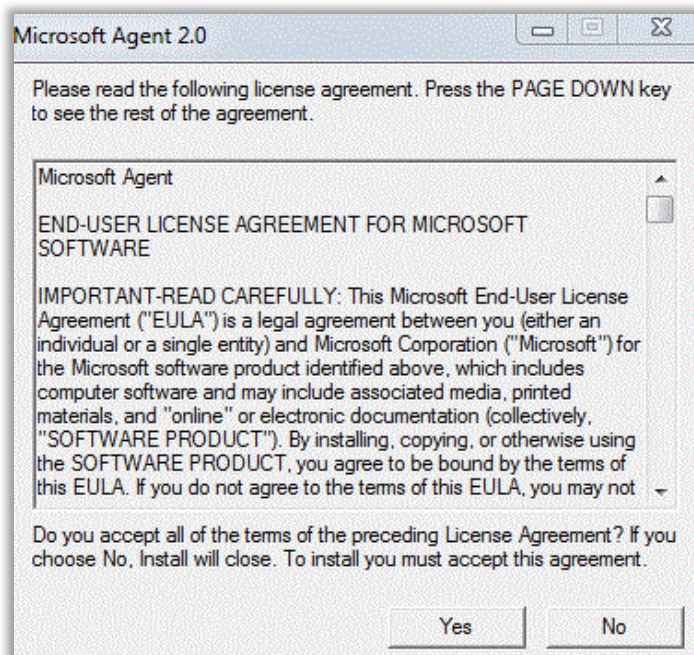 Microsoft Agent 2.0
Please read the following license agreement. Press the PAGE DOWN key
to see the rest of the agreement.
Microsoft Agent
END-USER LICENSE AGREEMENT FOR MICROSOFT
SOFTWARE
IMPORTANT-READ CAREFULLY: This Microsoft End-User License
Agreement ("EULA") is a legal agreement between you (either an
individual or a single entity) and Microsoft Corporation ("Microsoft") for
the Microsoft software product identified above, which includes
computer software and may include associated media, printed
materials, and "online" or electronic documentation (collectively,
"SOFTWARE PRODUCT"). By installing, copying, or otherwise using
the SOFTWARE PRODUCT, you agree to be bound by the terms of
this EULA. If you do not agree to the terms of this EULA, you may not
Do you accept all of the terms of the preceding License Agreement? If you
choose No, Install will close. To install you must accept this agreement.
Yes No